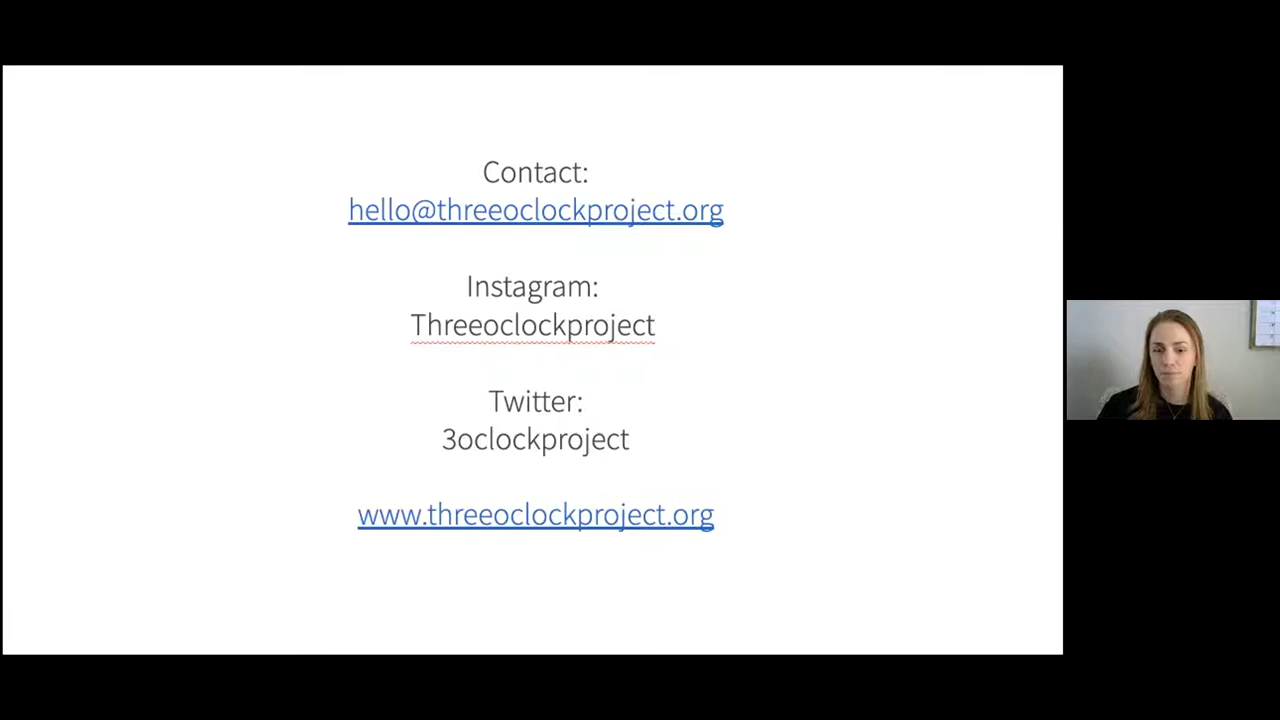 Contact:
hello@threeoclockproject.org
Instagram:
Threeoclockproject
Twitter:
3oclockproject
www.threeoclockproject.org